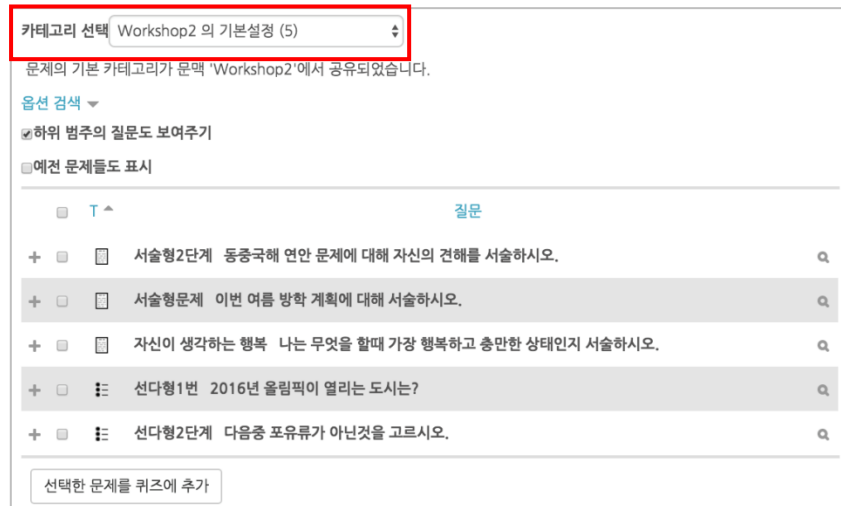 카테고리 선택 Workshop2 의 기본설정 (5)
문제의 기본 카테고리가 문맥 'Workshop2'에서 공유되었습니다.
옵션 검색
하위 범주의 질문도 보여주기
예전 문제들도 표시
T 질문
서술형2단계 동중국해 연안 문제에 대해 자신의 견해를 서술하시오.
서술형문제 이번 여름 방학 계획에 대해 서술하시오.
자신이 생각하는 행복 나는 무엇을 할때 가장 행복하고 충만한 상태인지 서술하시오.
선다형1번 2016년 올림픽이 열리는 도시는?
선다형2단계 다음중 포유류가 아닌것을 고르시오.
선택한 문제를 퀴즈에 추가